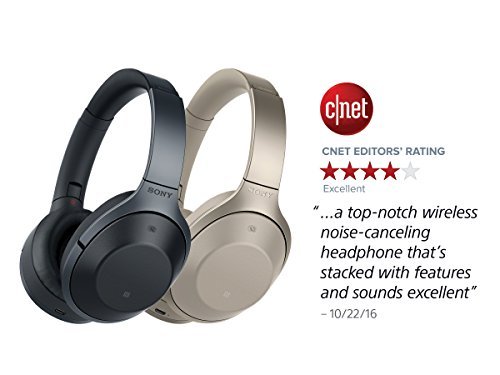 SONY
SONY
c|net
CNET EDITORS' RATING
Excellent
“...a top-notch wireless
noise-canceling
headphone that’s
stacked with features
and sounds excellent”
– 10/22/16